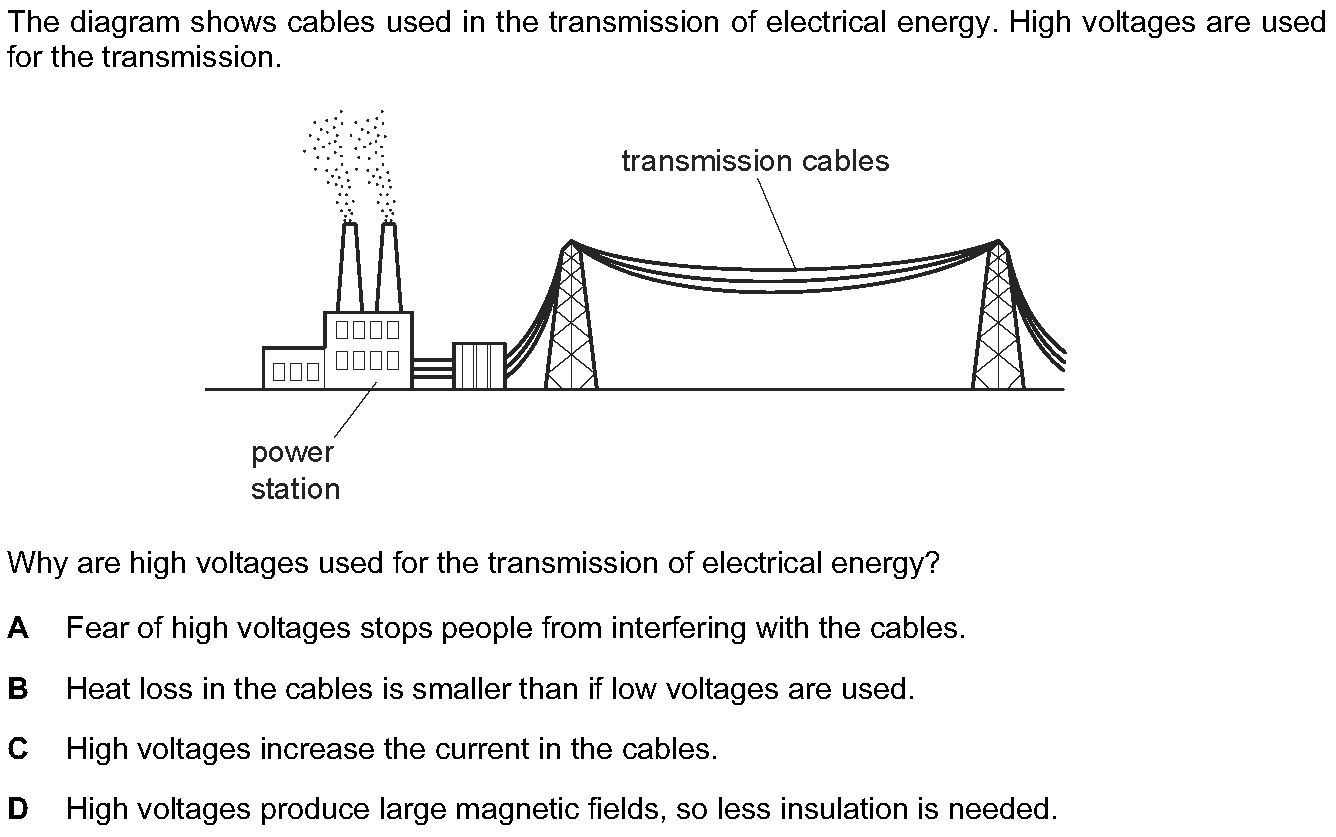 The diagram shows cables used in the transmission of electrical energy. High voltages are used
for the transmission.
transmission cables
power
station
Why are high voltages used for the transmission of electrical energy?
A Fear of high voltages stops people from interfering with the cables.
B Heat loss in the cables is smaller than if low voltages are used.
C High voltages increase the current in the cables.
D High voltages produce large magnetic fields, so less insulation is needed.